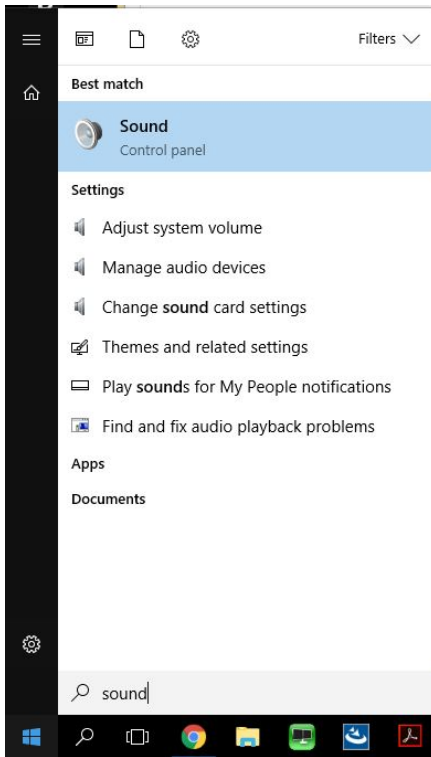 Filters
Best match
Sound
Control panel
Settings
Adjust system volume
Manage audio devices
Change sound card settings
Themes and related settings
Play sounds for My People notifications
Find and fix audio playback problems
Apps
Documents
sound